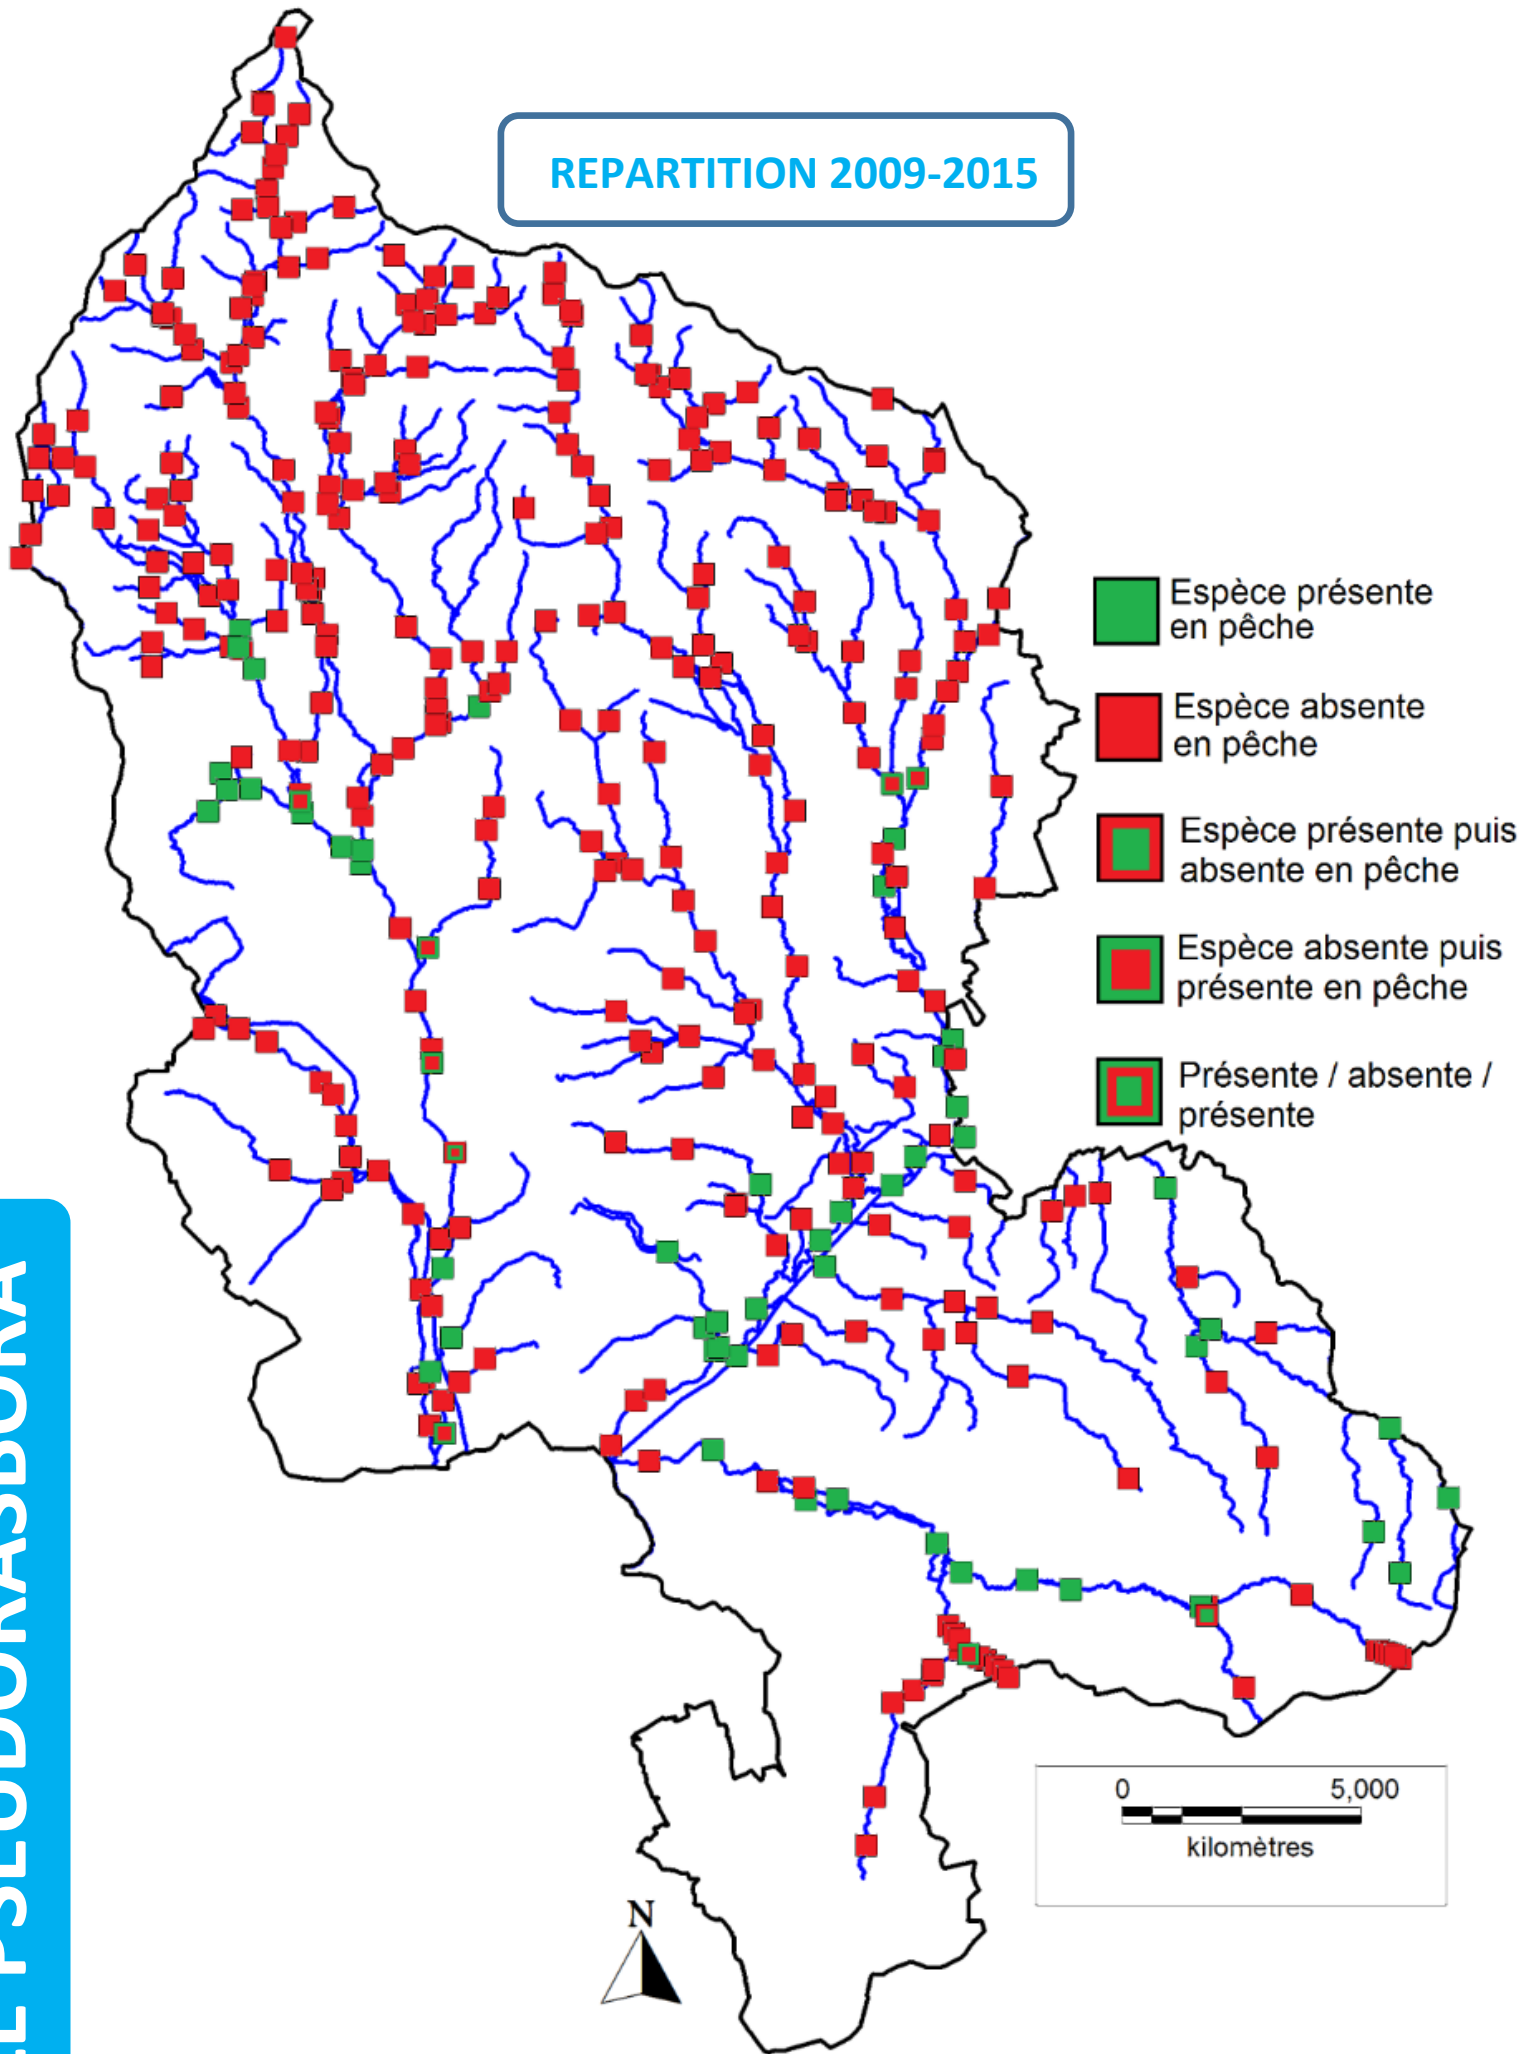 REPARTITION 2009-2015
Espèce présente
en pêche
Espèce absente
en pêche
Espèce présente puis
absente en pêche
Espèce absente puis
présente en pêche
Présente / absente /
présente
0 5,000
kilomètres
N
PSEUDORASBORA